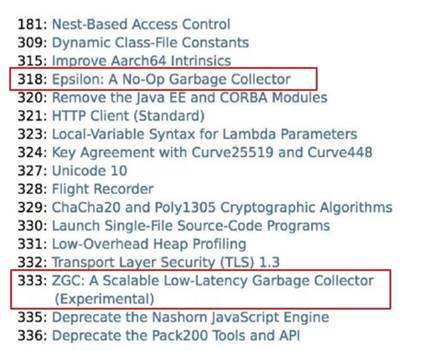 181: Nest-Based Access Control
309: Dynamic Class-File Constants
315: Improve Aarch64 Intrinsics
318: Epsilon: A No-Op Garbage Collector
320: Remove the Java EE and CORBA Modules
321: HTTP Client (Standard)
323: Local-Variable Syntax for Lambda Parameters
324: Key Agreement with Curve25519 and Curve448
327: Unicode 10
328: Flight Recorder
329: ChaCha20 and Poly1305 Cryptographic Algorithms
330: Launch Single-File Source-Code Programs
331: Low-Overhead Heap Profiling
332: Transport Layer Security (TLS) 1.3
333: ZGC: A Scalable Low-Latency Garbage Collector
(Experimental)
335: Deprecate the Nashorn JavaScript Engine
336: Deprecate the Pack200 Tools and API